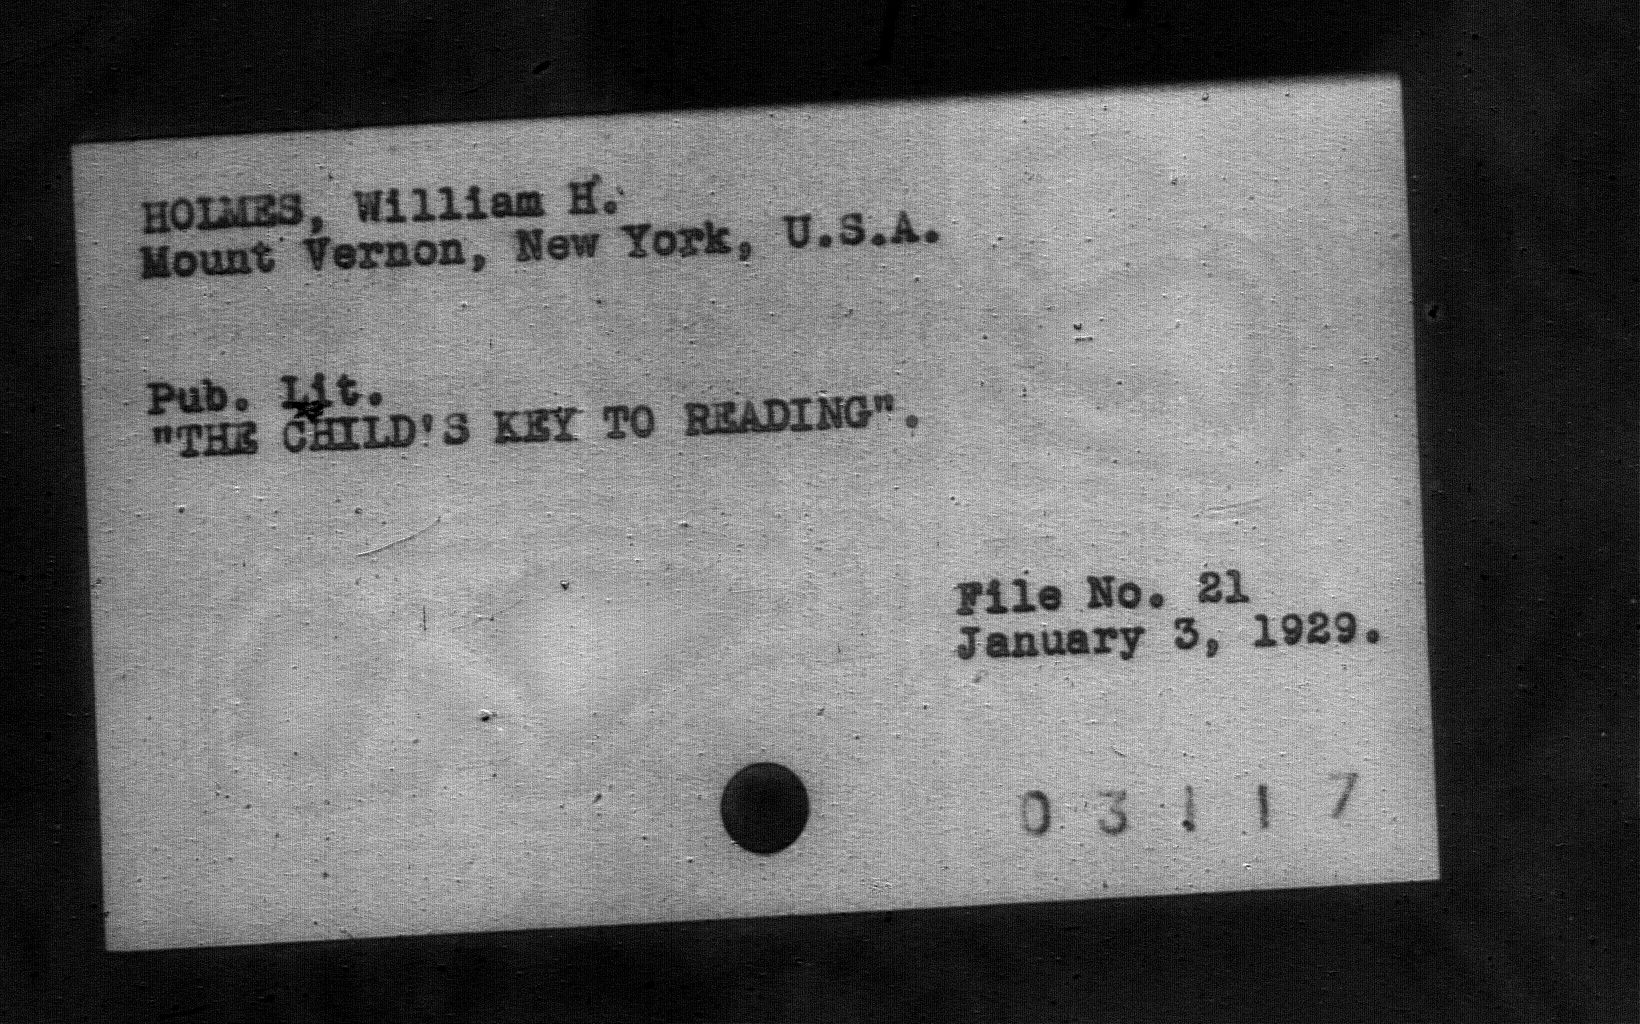 HOLMES, William H.
Mount Vernon, New York, U.S.A.
Pub. Lit.
"THE CHILD'S KEY TO READING".
File No. 21
January 3, 1929.
03117